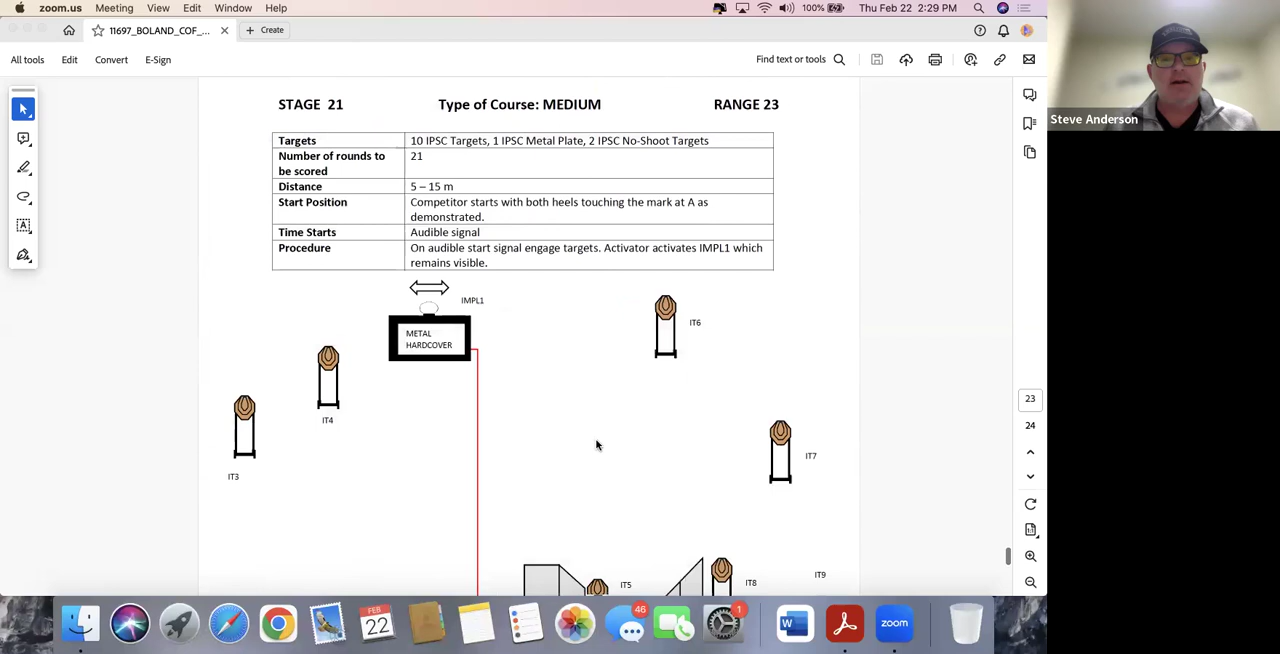 zoom.us Meeting View Edit Window Help 100% Thu Feb 22 2:29 PM
11697_BOLAND_COF_... Create
All tools Edit Convert E-Sign Find text or tools
Steve Anderson
STAGE 21 Type of Course: MEDIUM RANGE 23
Targets 10 IPSC Targets, 1 IPSC Metal Plate, 2 IPSC No-Shoot Targets
Number of rounds to 21
be scored
Distance 5 – 15 m
Start Position Competitor starts with both heels touching the mark at A as
demonstrated.
Time Starts Audible signal
Procedure On audible start signal engage targets. Activator activates IMPL1 which
remains visible.
IMPL1
METAL
HARDCOVER
IT6
IT4
IT7
IT3
IT5
IT8
IT9
23
24
FEB
22
46
1
W
zoom